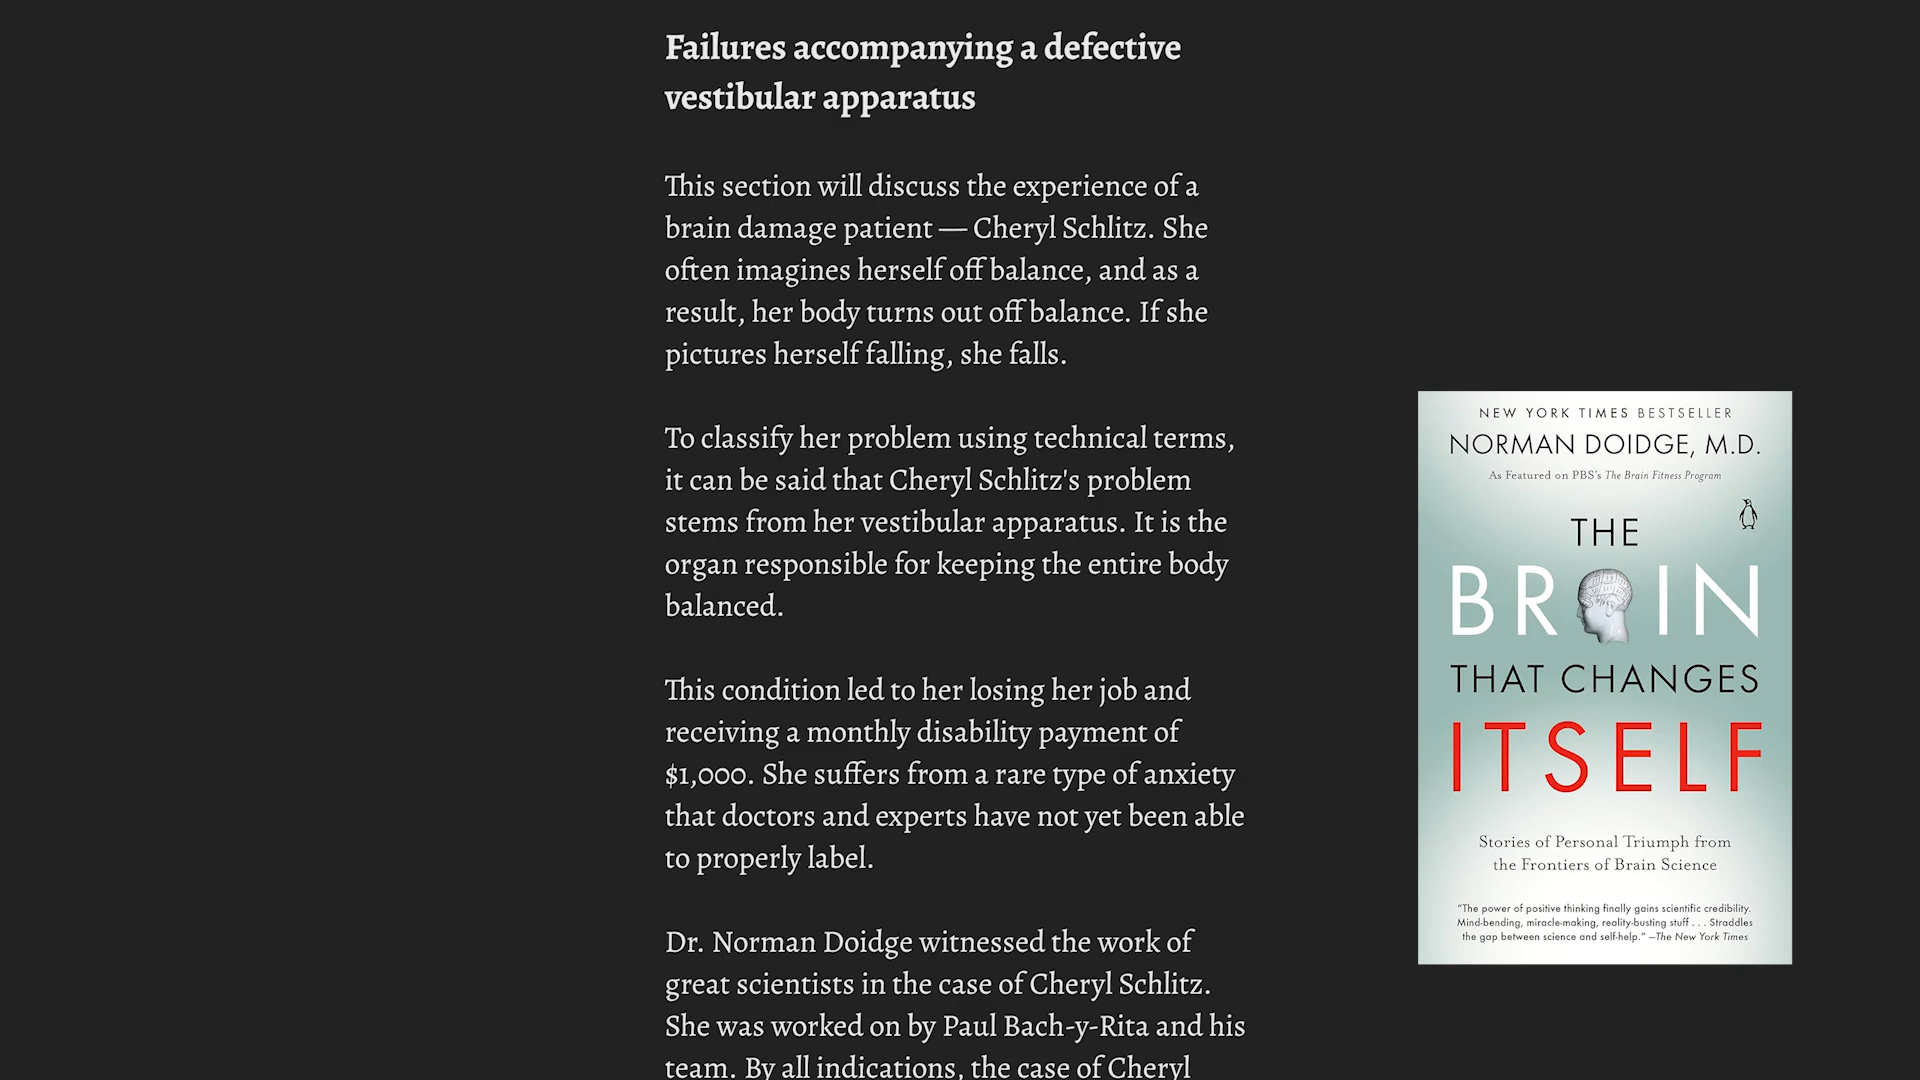 Failures accompanying a defective
vestibular apparatus
This section will discuss the experience of a
brain damage patient — Cheryl Schlitz. She
often imagines herself off balance, and as a
result, her body turns out off balance. If she
pictures herself falling, she falls.
To classify her problem using technical terms,
it can be said that Cheryl Schlitz's problem
stems from her vestibular apparatus. It is the
organ responsible for keeping the entire body
balanced.
This condition led to her losing her job and
receiving a monthly disability payment of
$1,000. She suffers from a rare type of anxiety
that doctors and experts have not yet been able
to properly label.
Dr. Norman Doidge witnessed the work of
great scientists in the case of Cheryl Schlitz.
She was worked on by Paul Bach-y-Rita and his
team. By all indications, the case of Cheryl
NEW YORK TIMES BESTSELLER
NORMAN DOIDGE, M.D.
As Featured on PBS's The Brain Fitness Program
THE
BRAIN
THAT CHANGES
ITSELF
Stories of Personal Triumph from
the Frontiers of Brain Science
"The power of positive thinking finally gains scientific credibility.
Mind-bending, miracle-making, reality-busting stuff . . . Straddles
the gap between science and self-help." —The New York Times